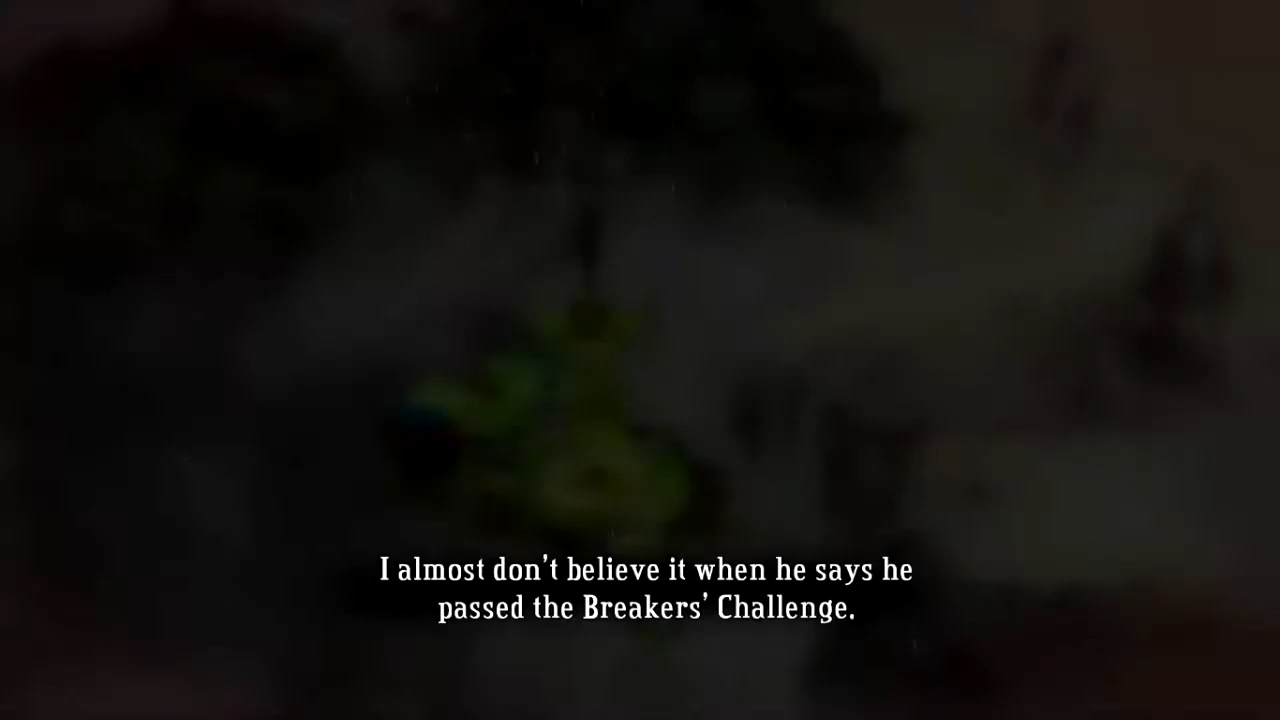 I almost don't believe it when he says he
passed the Breakers' Challenge.